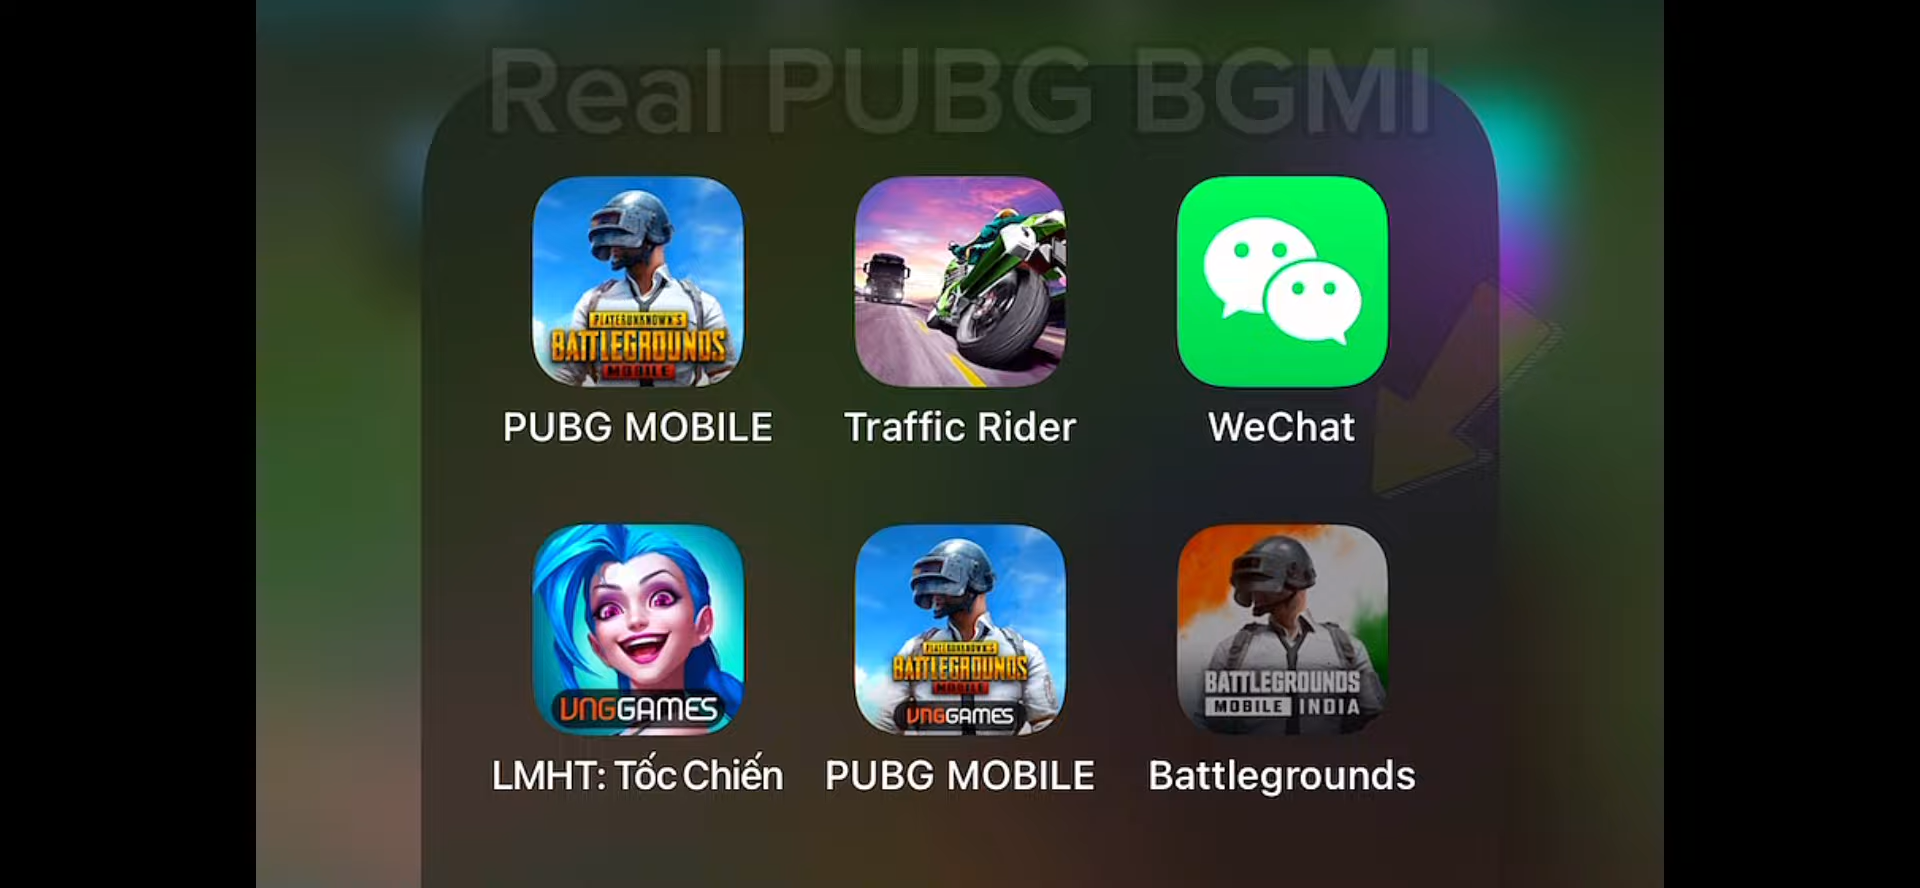 Real PUBG BGMI
PLAYERUNKNOWN'S
BATTLEGROUNDS
MOBILE
PUBG MOBILE
Traffic Rider
WeChat
VNGGAMES
LMHT: Tốc Chiến
PLAYERUNKNOWN'S
BATTLEGROUNDS
MOBILE
VNGGAMES
PUBG MOBILE
BATTLEGROUNDS
MOBILE INDIA
Battlegrounds